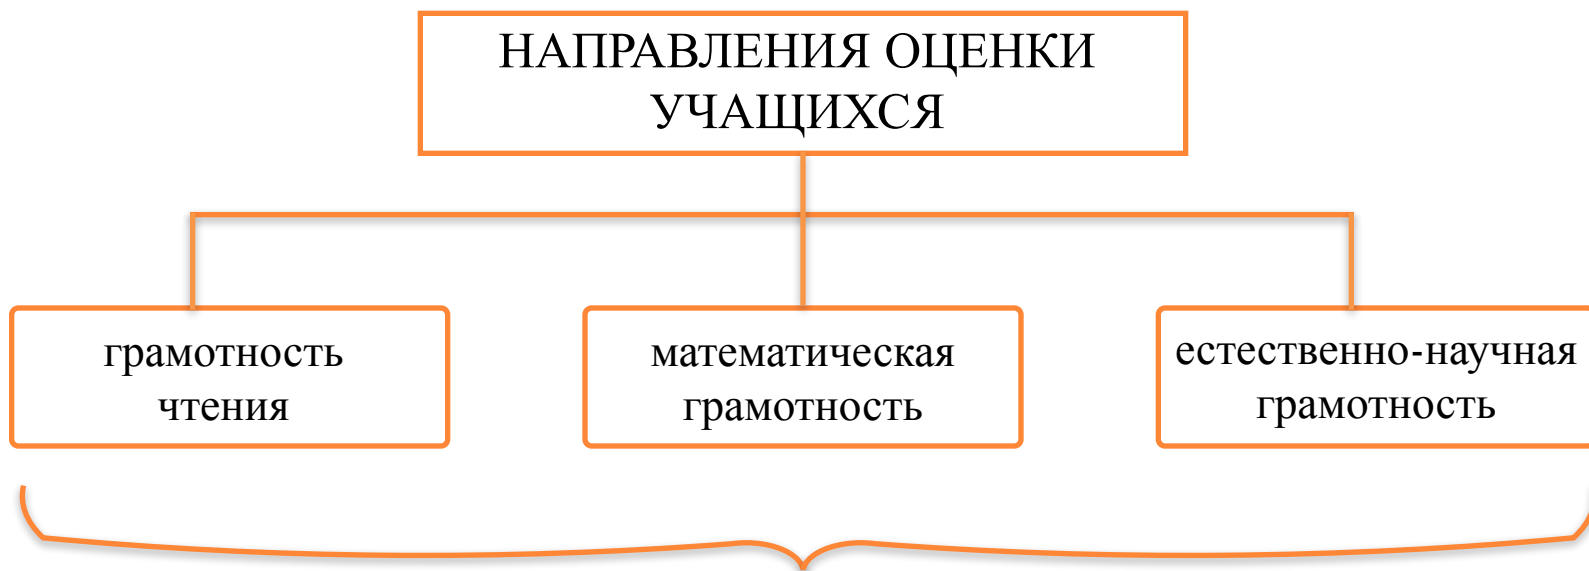 НАПРАВЛЕНИЯ ОЦЕНКИ
УЧАЩИХСЯ
грамотность
чтения
математическая
грамотность
естественно-научная
грамотность